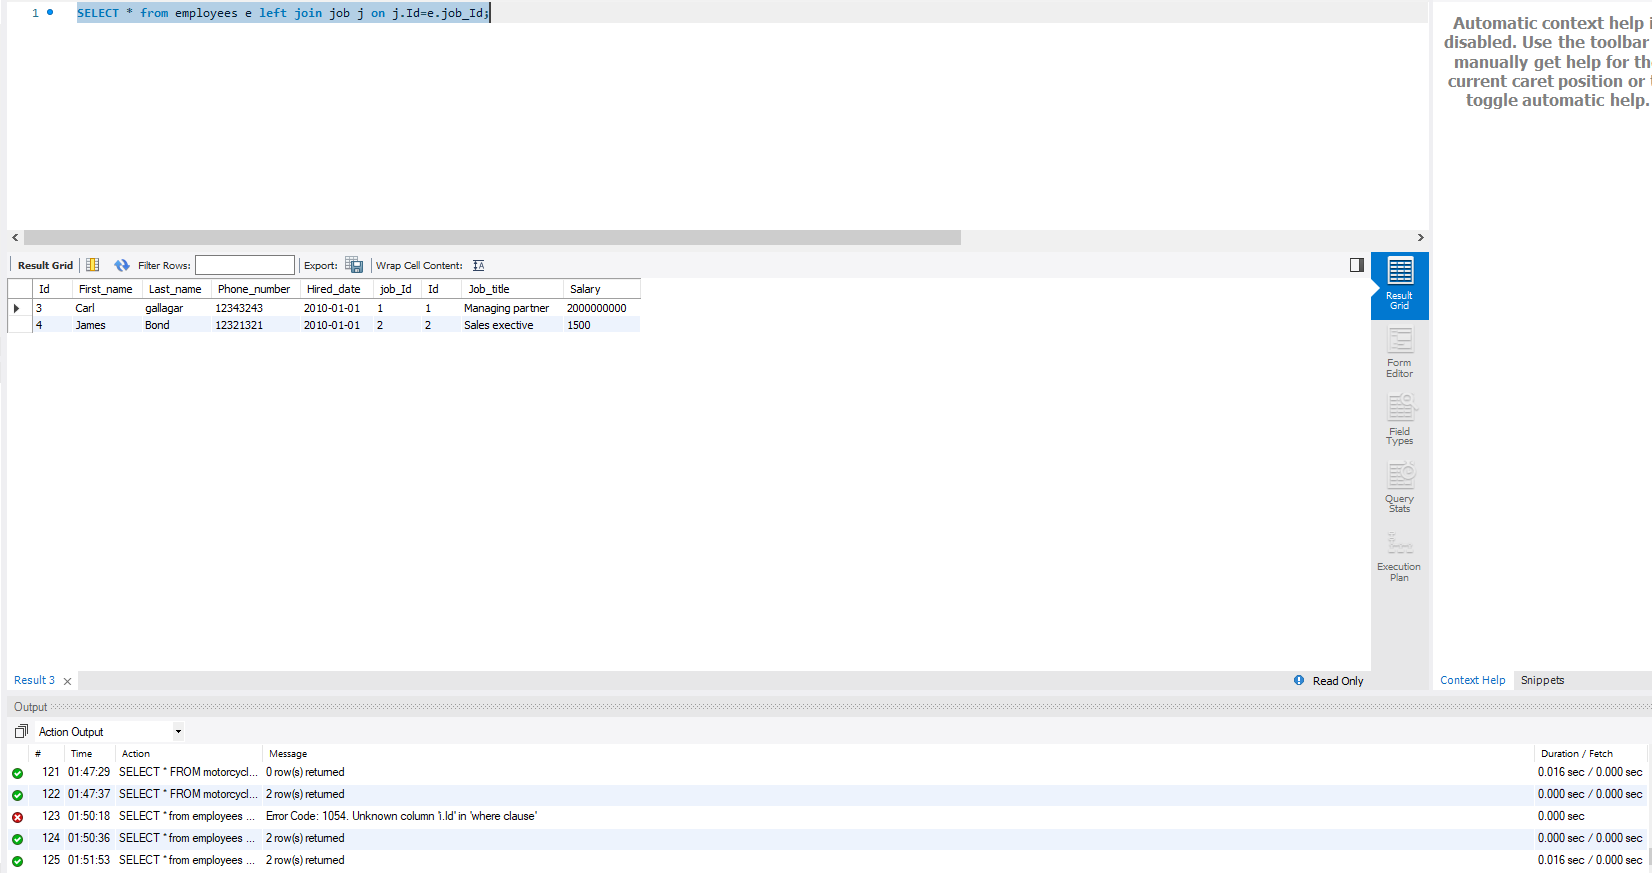 1 SELECT * from employees e left join job j on j.Id=e.job_Id;
Automatic context help i
disabled. Use the toolbar
manually get help for the
current caret position or t
toggle automatic help.
Result Grid Filter Rows: Export: Wrap Cell Content: IA
Id First_name Last_name Phone_number Hired_date job_Id Id Job_title Salary
3 Carl gallagar 12343243 2010-01-01 1 1 Managing partner 2000000000
4 James Bond 12321321 2010-01-01 2 2 Sales exective 1500
Result
Grid
Form
Editor
Field
Types
Query
Stats
Execution
Plan
Result 3 Read Only
Context Help Snippets
Output
Action Output
# Time Action Message Duration / Fetch
121 01:47:29 SELECT * FROM motorcycl... 0 row(s) returned 0.016 sec / 0.000 sec
122 01:47:37 SELECT * FROM motorcycl... 2 row(s) returned 0.000 sec / 0.000 sec
123 01:50:18 SELECT * from employees ... Error Code: 1054. Unknown column 'i.Id' in 'where clause' 0.000 sec
124 01:50:36 SELECT * from employees ... 2 row(s) returned 0.000 sec / 0.000 sec
125 01:51:53 SELECT * from employees ... 2 row(s) returned 0.016 sec / 0.000 sec